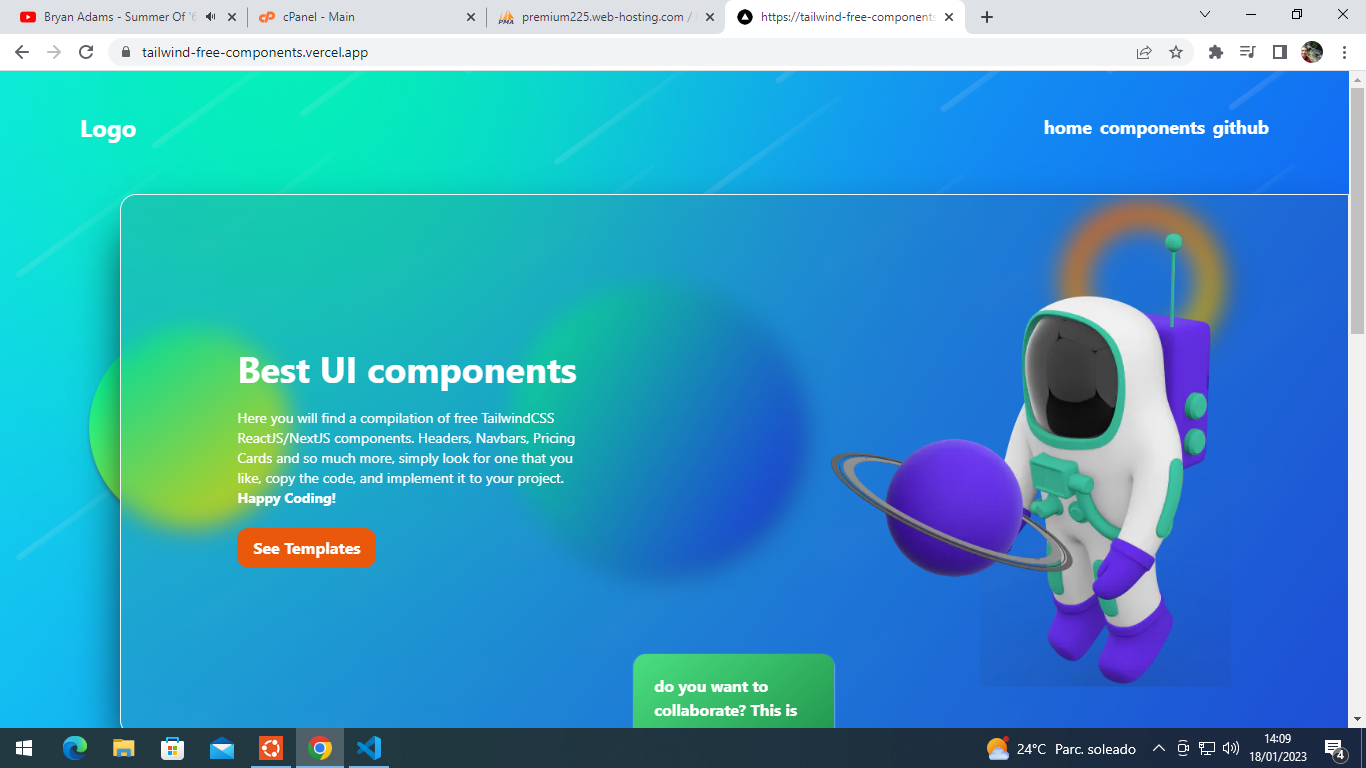 Bryan Adams - Summer Of '6
cPanel - Main
PMA
premium225.web-hosting.com /
https://tailwind-free-components
tailwind-free-components.vercel.app
Logo
home components github
Best UI components
Here you will find a compilation of free TailwindCSS
ReactJS/NextJS components. Headers, Navbars, Pricing
Cards and so much more, simply look for one that you
like, copy the code, and implement it to your project.
Happy Coding!
See Templates
do you want to
collaborate? This is
24°C Parc. soleado
14:09
18/01/2023
4